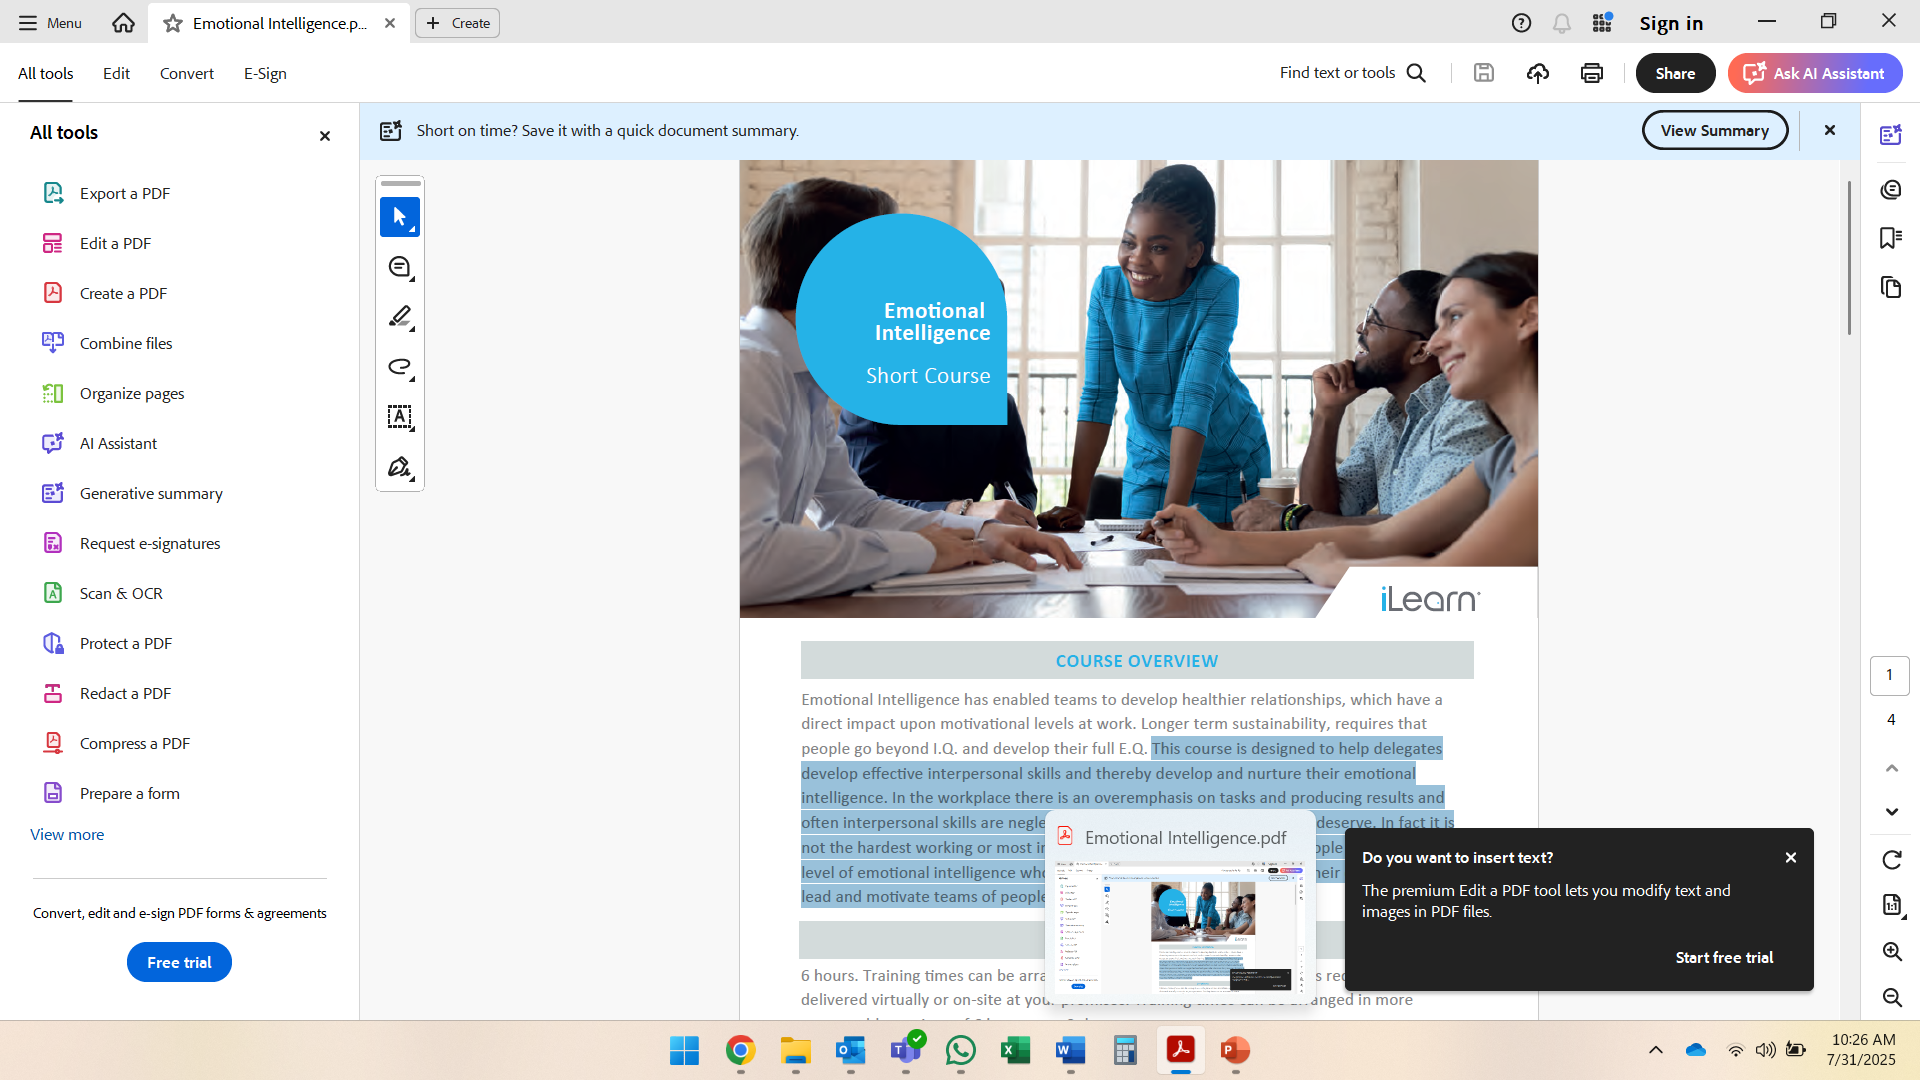 Menu
Emotional Intelligence.p...
Create
Sign in
All tools
Edit
Convert
E-Sign
Find text or tools
Share
Ask AI Assistant
All tools
Short on time? Save it with a quick document summary.
View Summary
Export a PDF
Edit a PDF
Create a PDF
Combine files
Organize pages
AI Assistant
Generative summary
Request e-signatures
Scan & OCR
Protect a PDF
Redact a PDF
Compress a PDF
Prepare a form
View more
Convert, edit and e-sign PDF forms & agreements
Free trial
Emotional
Intelligence
Short Course
iLearn
COURSE OVERVIEW
Emotional Intelligence has enabled teams to develop healthier relationships, which have a
direct impact upon motivational levels at work. Longer term sustainability, requires that
people go beyond I.Q. and develop their full E.Q. This course is designed to help delegates
develop effective interpersonal skills and thereby develop and nurture their emotional
intelligence. In the workplace there is an overemphasis on tasks and producing results and
often interpersonal skills are negle deserve. In fact it is
not the hardest working or most in
level of emotional intelligence who
lead and motivate teams of people
6 hours. Training times can be arra
delivered virtually or on-site at you
in more
Emotional Intelligence.pdf
Do you want to insert text?
The premium Edit a PDF tool lets you modify text and
images in PDF files.
Start free trial
1
4
10:26 AM
7/31/2025